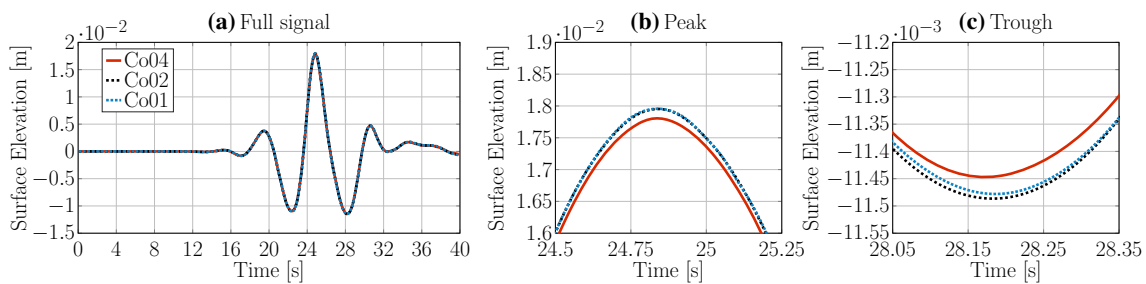 (a) Full signal
·10⁻²
2
1.5
1
0.5
0
−0.5
−1
−1.5
Surface Elevation [m]
Co04
Co02
Co01
0 4 8 12 16 20 24 28 32 36 40
Time [s]
(b) Peak
·10⁻²
1.9
1.85
1.8
1.75
1.7
1.65
1.6
Surface Elevation [m]
24.5 24.75 25 25.25
Time [s]
(c) Trough
·10⁻³
−11.2
−11.3
−11.35
−11.4
−11.45
−11.5
−11.55
Surface Elevation [m]
28.05 28.15 28.25 28.35
Time [s]